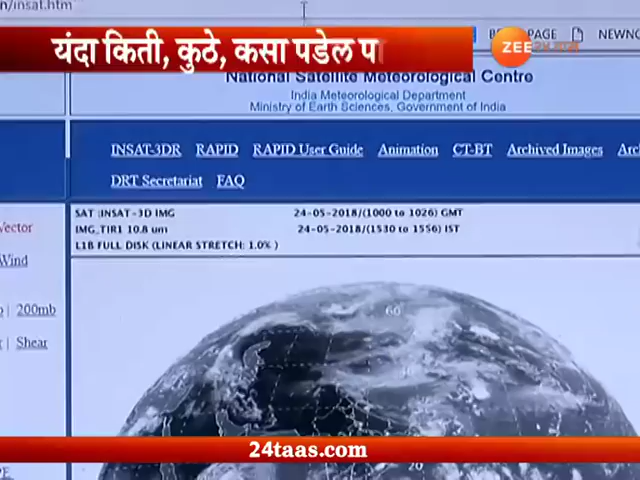 n/insat.htm
यंदा किती, कुठे, कसा पडेल
ZEE 24 तास
PAGE
National Satellite Meteorological Centre
India Meteorological Department
Ministry of Earth Sciences, Government of India
INSAT-3DR RAPID RAPID User Guide Animation CT-BT Archived Images
DRT Secretariat FAQ
SAT :INSAT-3D IMG 24-05-2018/(1000 to 1026) GMT
IMG_TIR1 10.8 um 24-05-2018/(1530 to 1556) IST
L1B FULL DISK (LINEAR STRETCH: 1.0% )
Vector
Wind
| 200mb
| Shear
60
20
24taas.com